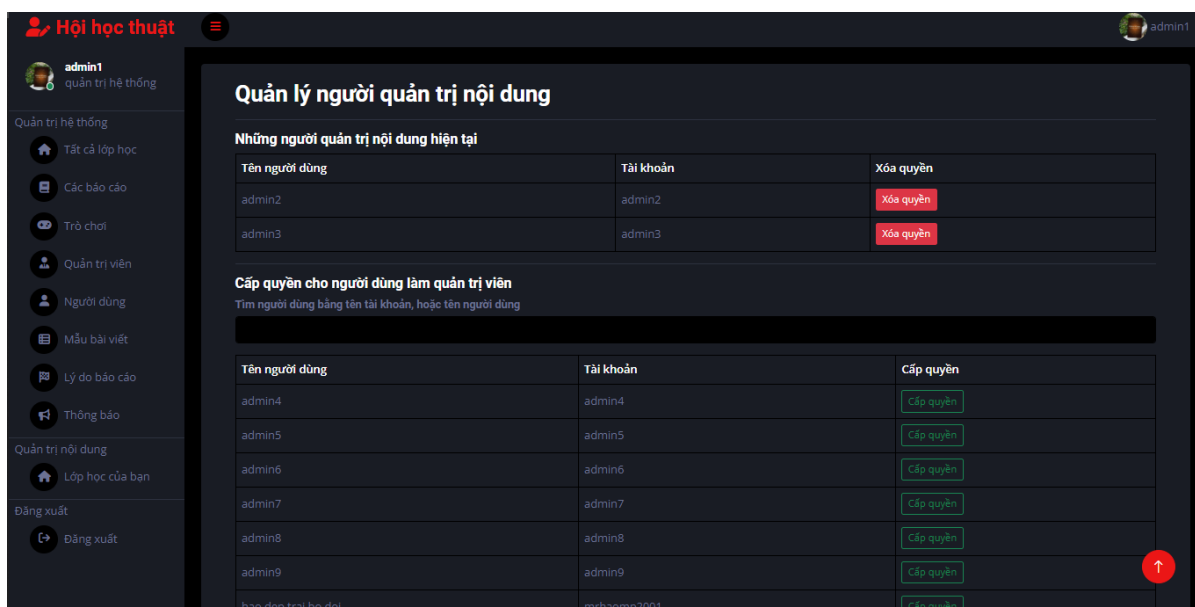 Hội học thuật
admin1
admin1
quản trị hệ thống
Quản trị hệ thống
Tất cả lớp học
Các báo cáo
Trò chơi
Quản trị viên
Người dùng
Mẫu bài viết
Lý do báo cáo
Thông báo
Quản trị nội dung
Lớp học của bạn
Đăng xuất
Đăng xuất
Quản lý người quản trị nội dung
Những người quản trị nội dung hiện tại
Tên người dùng Tài khoản Xóa quyền
admin2 admin2 Xóa quyền
admin3 admin3 Xóa quyền
Cấp quyền cho người dùng làm quản trị viên
Tìm người dùng bằng tên tài khoản, hoặc tên người dùng
Tên người dùng Tài khoản Cấp quyền
admin4 admin4 Cấp quyền
admin5 admin5 Cấp quyền
admin6 admin6 Cấp quyền
admin7 admin7 Cấp quyền
admin8 admin8 Cấp quyền
admin9 admin9 Cấp quyền
Cấp quyền